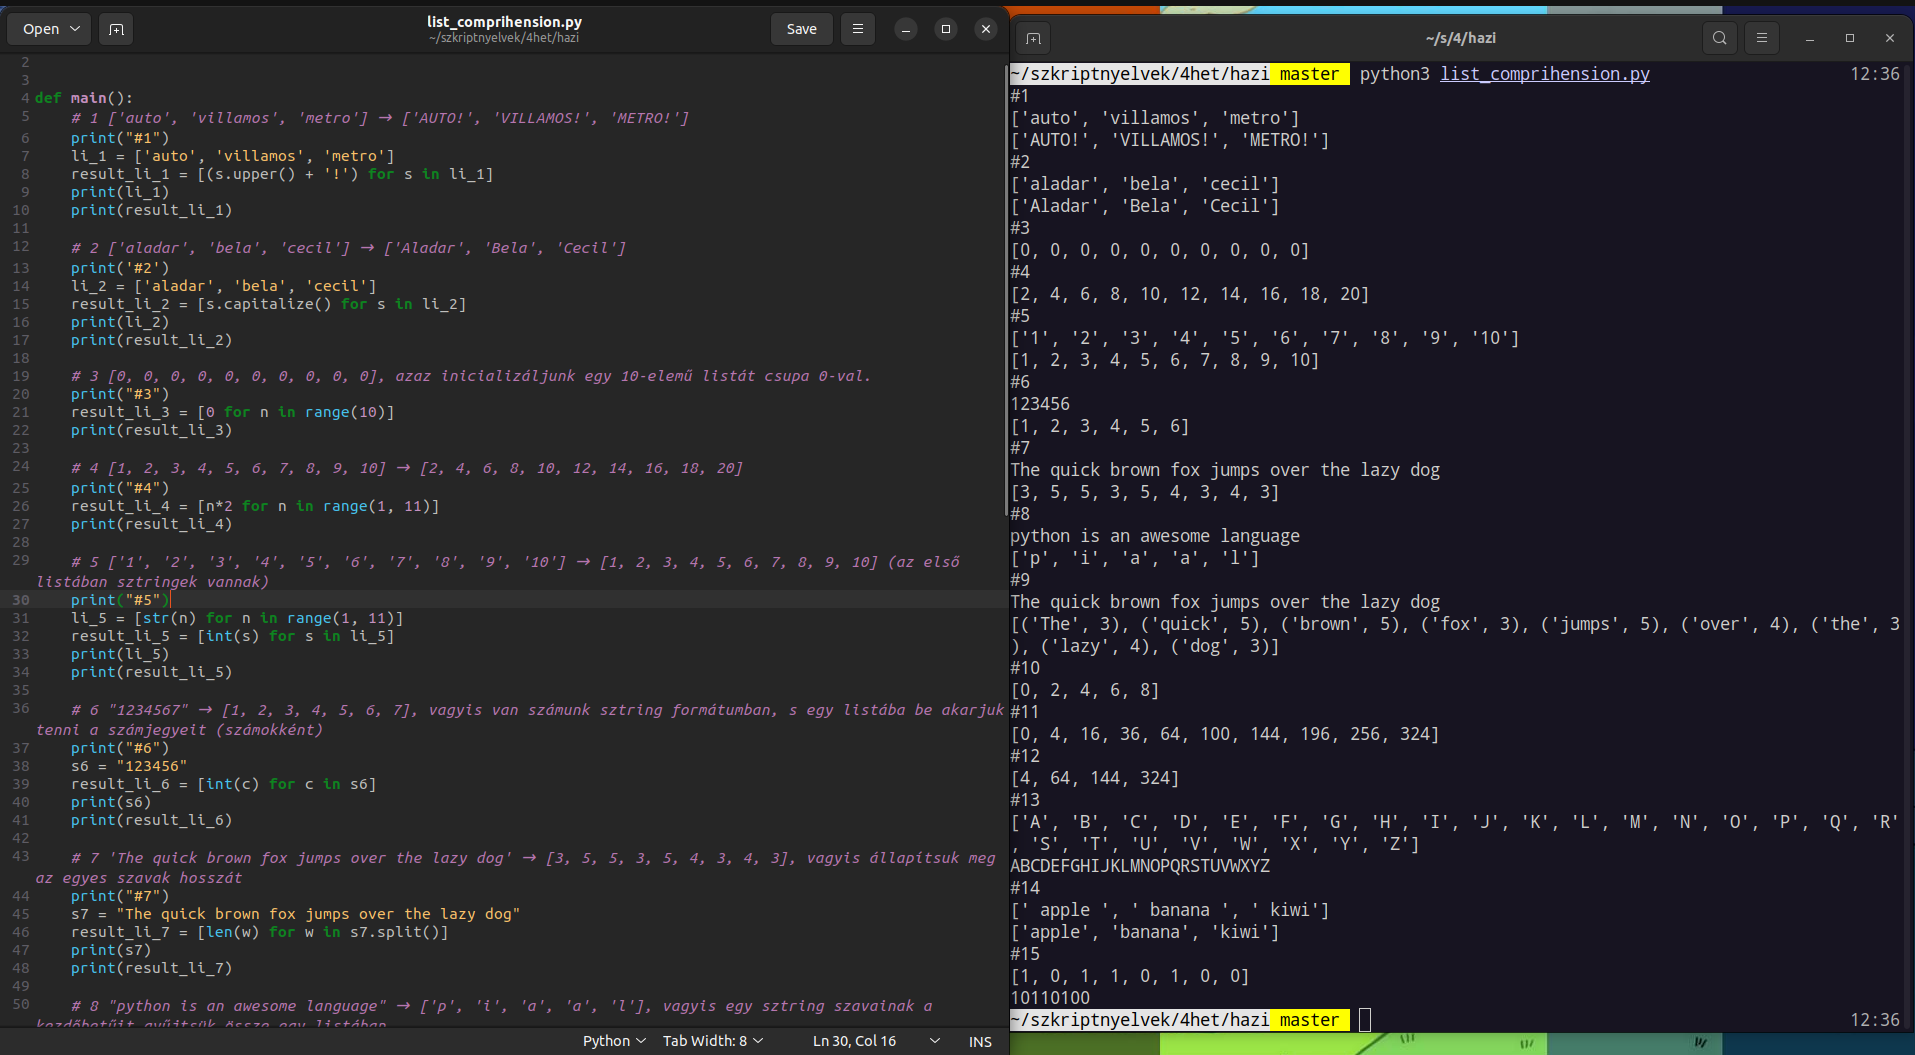 Open
list_comprihension.py
~/szkriptnyelvek/4het/hazi
Save
2
3
4 def main():
5 # 1 ['auto', 'villamos', 'metro'] → ['AUTO!', 'VILLAMOS!', 'METRO!']
6 print("#1")
7 li_1 = ['auto', 'villamos', 'metro']
8 result_li_1 = [(s.upper() + '!') for s in li_1]
9 print(li_1)
10 print(result_li_1)
11
12 # 2 ['aladar', 'bela', 'cecil'] → ['Aladar', 'Bela', 'Cecil']
13 print('#2')
14 li_2 = ['aladar', 'bela', 'cecil']
15 result_li_2 = [s.capitalize() for s in li_2]
16 print(li_2)
17 print(result_li_2)
18
19 # 3 [0, 0, 0, 0, 0, 0, 0, 0, 0, 0], azaz inicializáljunk egy 10-elemű listát csupa 0-val.
20 print("#3")
21 result_li_3 = [0 for n in range(10)]
22 print(result_li_3)
23
24 # 4 [1, 2, 3, 4, 5, 6, 7, 8, 9, 10] → [2, 4, 6, 8, 10, 12, 14, 16, 18, 20]
25 print("#4")
26 result_li_4 = [n*2 for n in range(1, 11)]
27 print(result_li_4)
28
29 # 5 ['1', '2', '3', '4', '5', '6', '7', '8', '9', '10'] → [1, 2, 3, 4, 5, 6, 7, 8, 9, 10] (az első
listában sztringek vannak)
30 print("#5")
31 li_5 = [str(n) for n in range(1, 11)]
32 result_li_5 = [int(s) for s in li_5]
33 print(li_5)
34 print(result_li_5)
35
36 # 6 "1234567" → [1, 2, 3, 4, 5, 6, 7], vagyis van számunk sztring formátumban, s egy listába be akarjuk
tenni a számjegyeit (számokként)
37 print("#6")
38 s6 = "123456"
39 result_li_6 = [int(c) for c in s6]
40 print(s6)
41 print(result_li_6)
42
43 # 7 'The quick brown fox jumps over the lazy dog' → [3, 5, 5, 3, 5, 4, 3, 4, 3], vagyis állapítsuk meg
az egyes szavak hosszát
44 print("#7")
45 s7 = "The quick brown fox jumps over the lazy dog"
46 result_li_7 = [len(w) for w in s7.split()]
47 print(s7)
48 print(result_li_7)
49
50 # 8 "python is an awesome language" → ['p', 'i', 'a', 'a', 'l'], vagyis egy sztring szavainak a
kezdőbetűit gyűjtsük össze egy listában
Python
Tab Width: 8
Ln 30, Col 16
INS
~/s/4/hazi
~/szkriptnyelvek/4het/hazi master python3 list_comprihension.py 12:36
#1
['auto', 'villamos', 'metro']
['AUTO!', 'VILLAMOS!', 'METRO!']
#2
['aladar', 'bela', 'cecil']
['Aladar', 'Bela', 'Cecil']
#3
[0, 0, 0, 0, 0, 0, 0, 0, 0, 0]
#4
[2, 4, 6, 8, 10, 12, 14, 16, 18, 20]
#5
['1', '2', '3', '4', '5', '6', '7', '8', '9', '10']
[1, 2, 3, 4, 5, 6, 7, 8, 9, 10]
#6
123456
[1, 2, 3, 4, 5, 6]
#7
The quick brown fox jumps over the lazy dog
[3, 5, 5, 3, 5, 4, 3, 4, 3]
#8
python is an awesome language
['p', 'i', 'a', 'a', 'l']
#9
The quick brown fox jumps over the lazy dog
[('The', 3), ('quick', 5), ('brown', 5), ('fox', 3), ('jumps', 5), ('over', 4), ('the', 3
), ('lazy', 4), ('dog', 3)]
#10
[0, 2, 4, 6, 8]
#11
[0, 4, 16, 36, 64, 100, 144, 196, 256, 324]
#12
[4, 64, 144, 324]
#13
['A', 'B', 'C', 'D', 'E', 'F', 'G', 'H', 'I', 'J', 'K', 'L', 'M', 'N', 'O', 'P', 'Q', 'R'
, 'S', 'T', 'U', 'V', 'W', 'X', 'Y', 'Z']
ABCDEFGHIJKLMNOPQRSTUVWXYZ
#14
[' apple ', ' banana ', ' kiwi']
['apple', 'banana', 'kiwi']
#15
[1, 0, 1, 1, 0, 1, 0, 0]
10110100
~/szkriptnyelvek/4het/hazi master 12:36